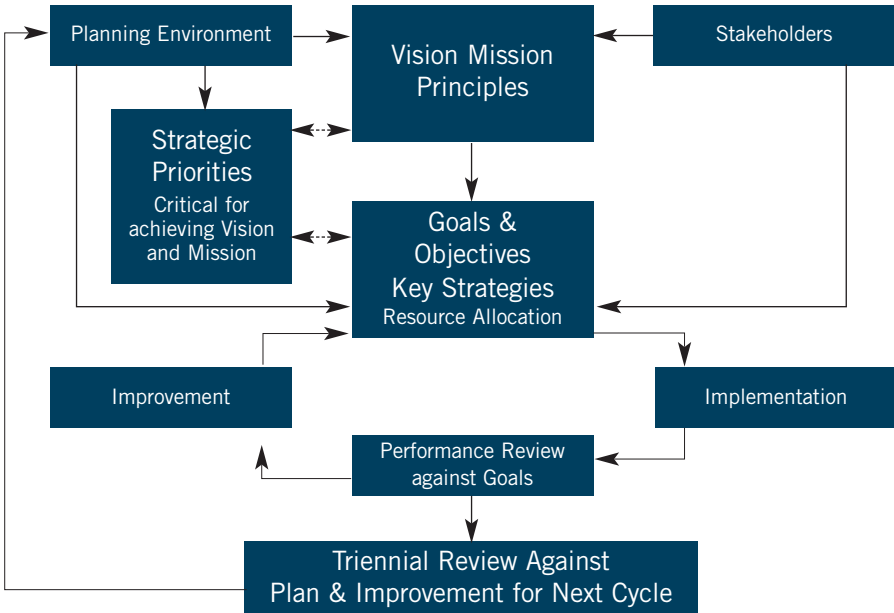 Planning Environment
Vision Mission
Principles
Stakeholders
Strategic
Priorities
Critical for
achieving Vision
and Mission
Goals &
Objectives
Key Strategies
Resource Allocation
Improvement
Implementation
Performance Review
against Goals
Triennial Review Against
Plan & Improvement for Next Cycle